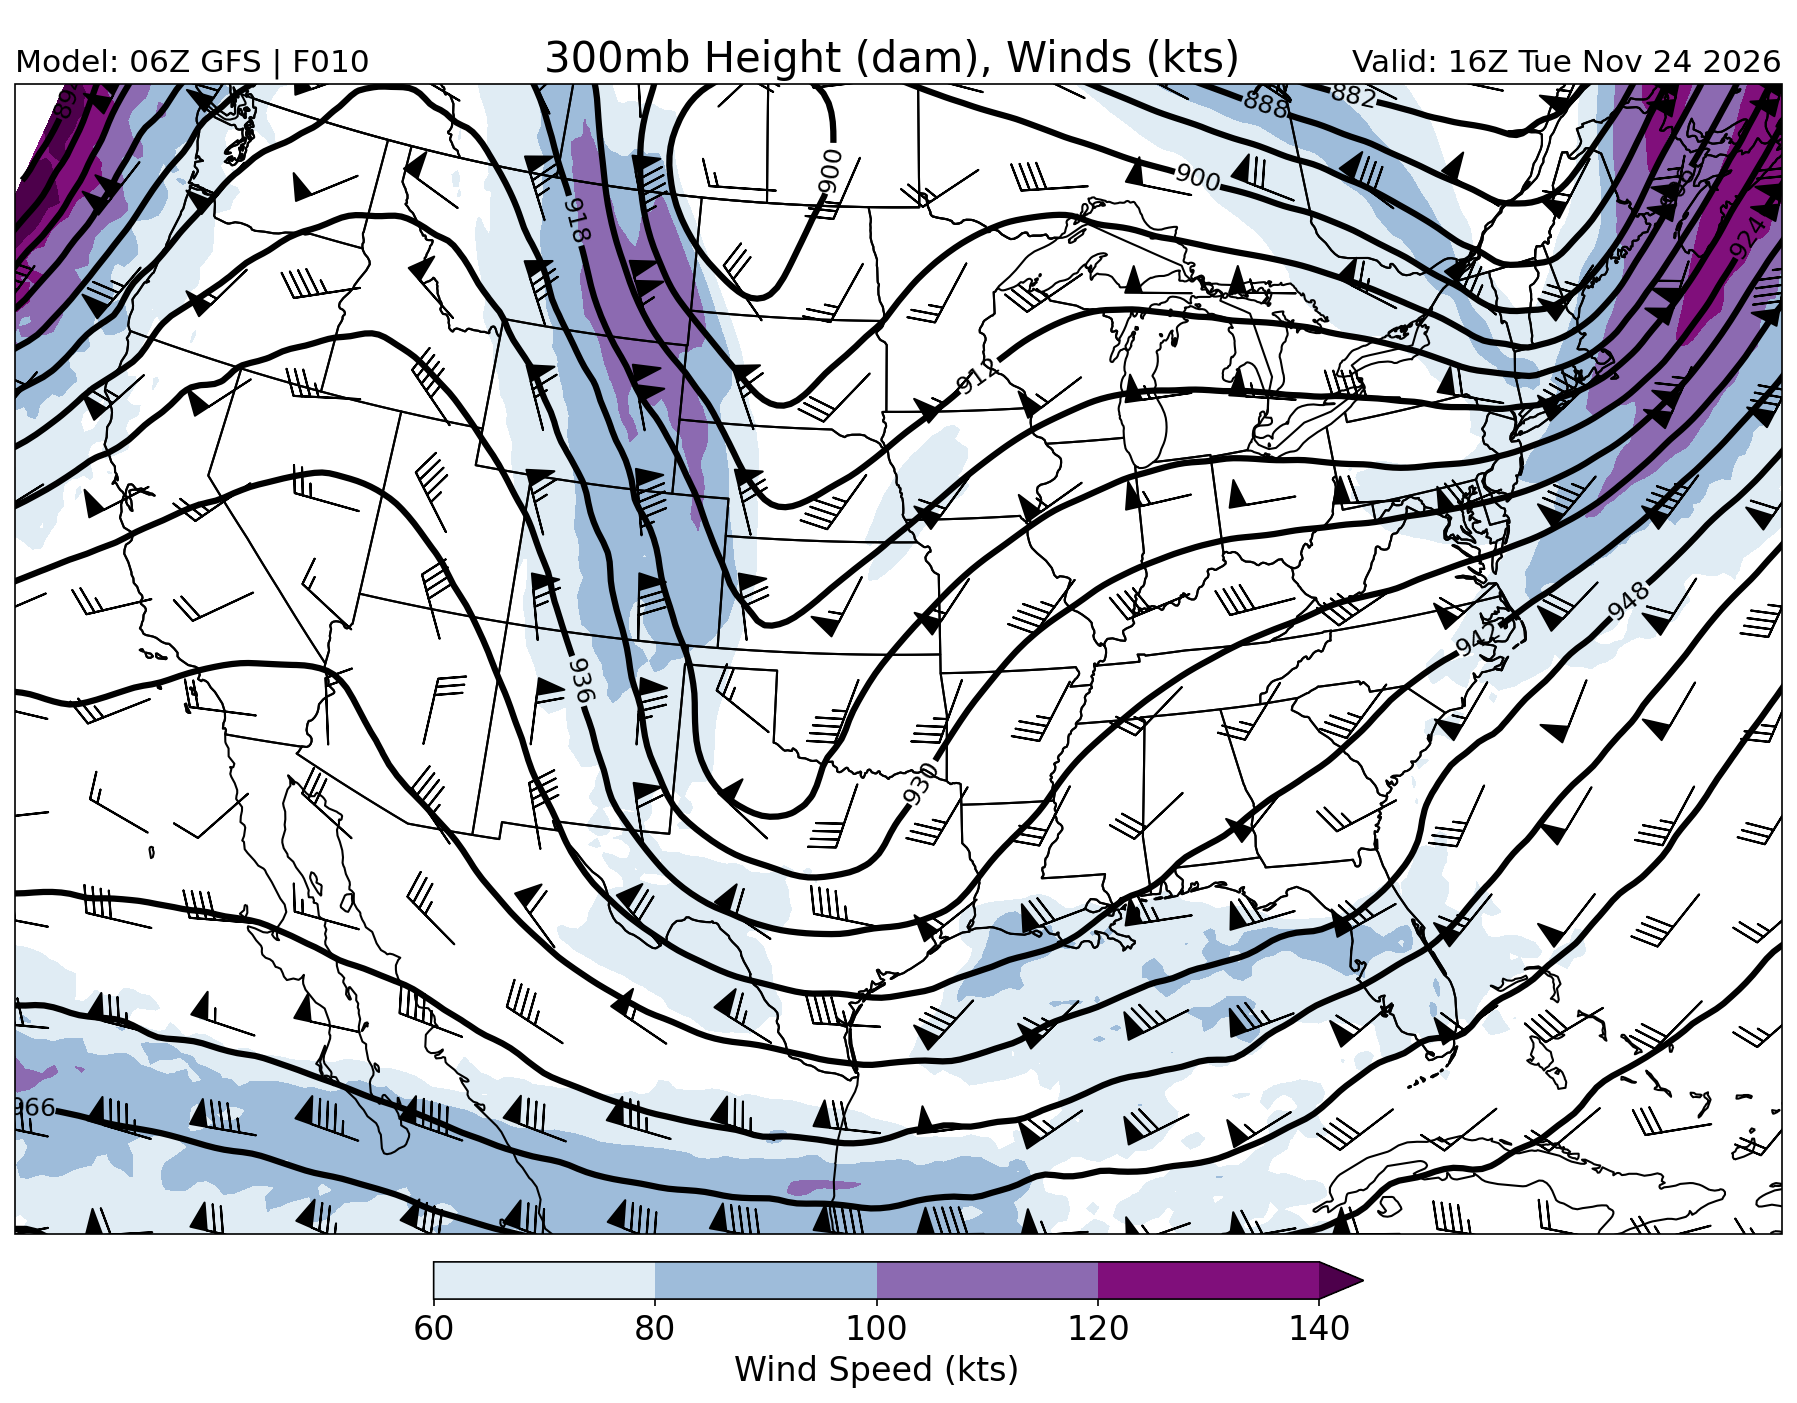 Model: 06Z GFS | F010
300mb Height (dam), Winds (kts)
Valid: 16Z Tue Nov 24 2026
894
888
882
900
900
918
924
912
948
942
936
930
966
60 80 100 120 140
Wind Speed (kts)